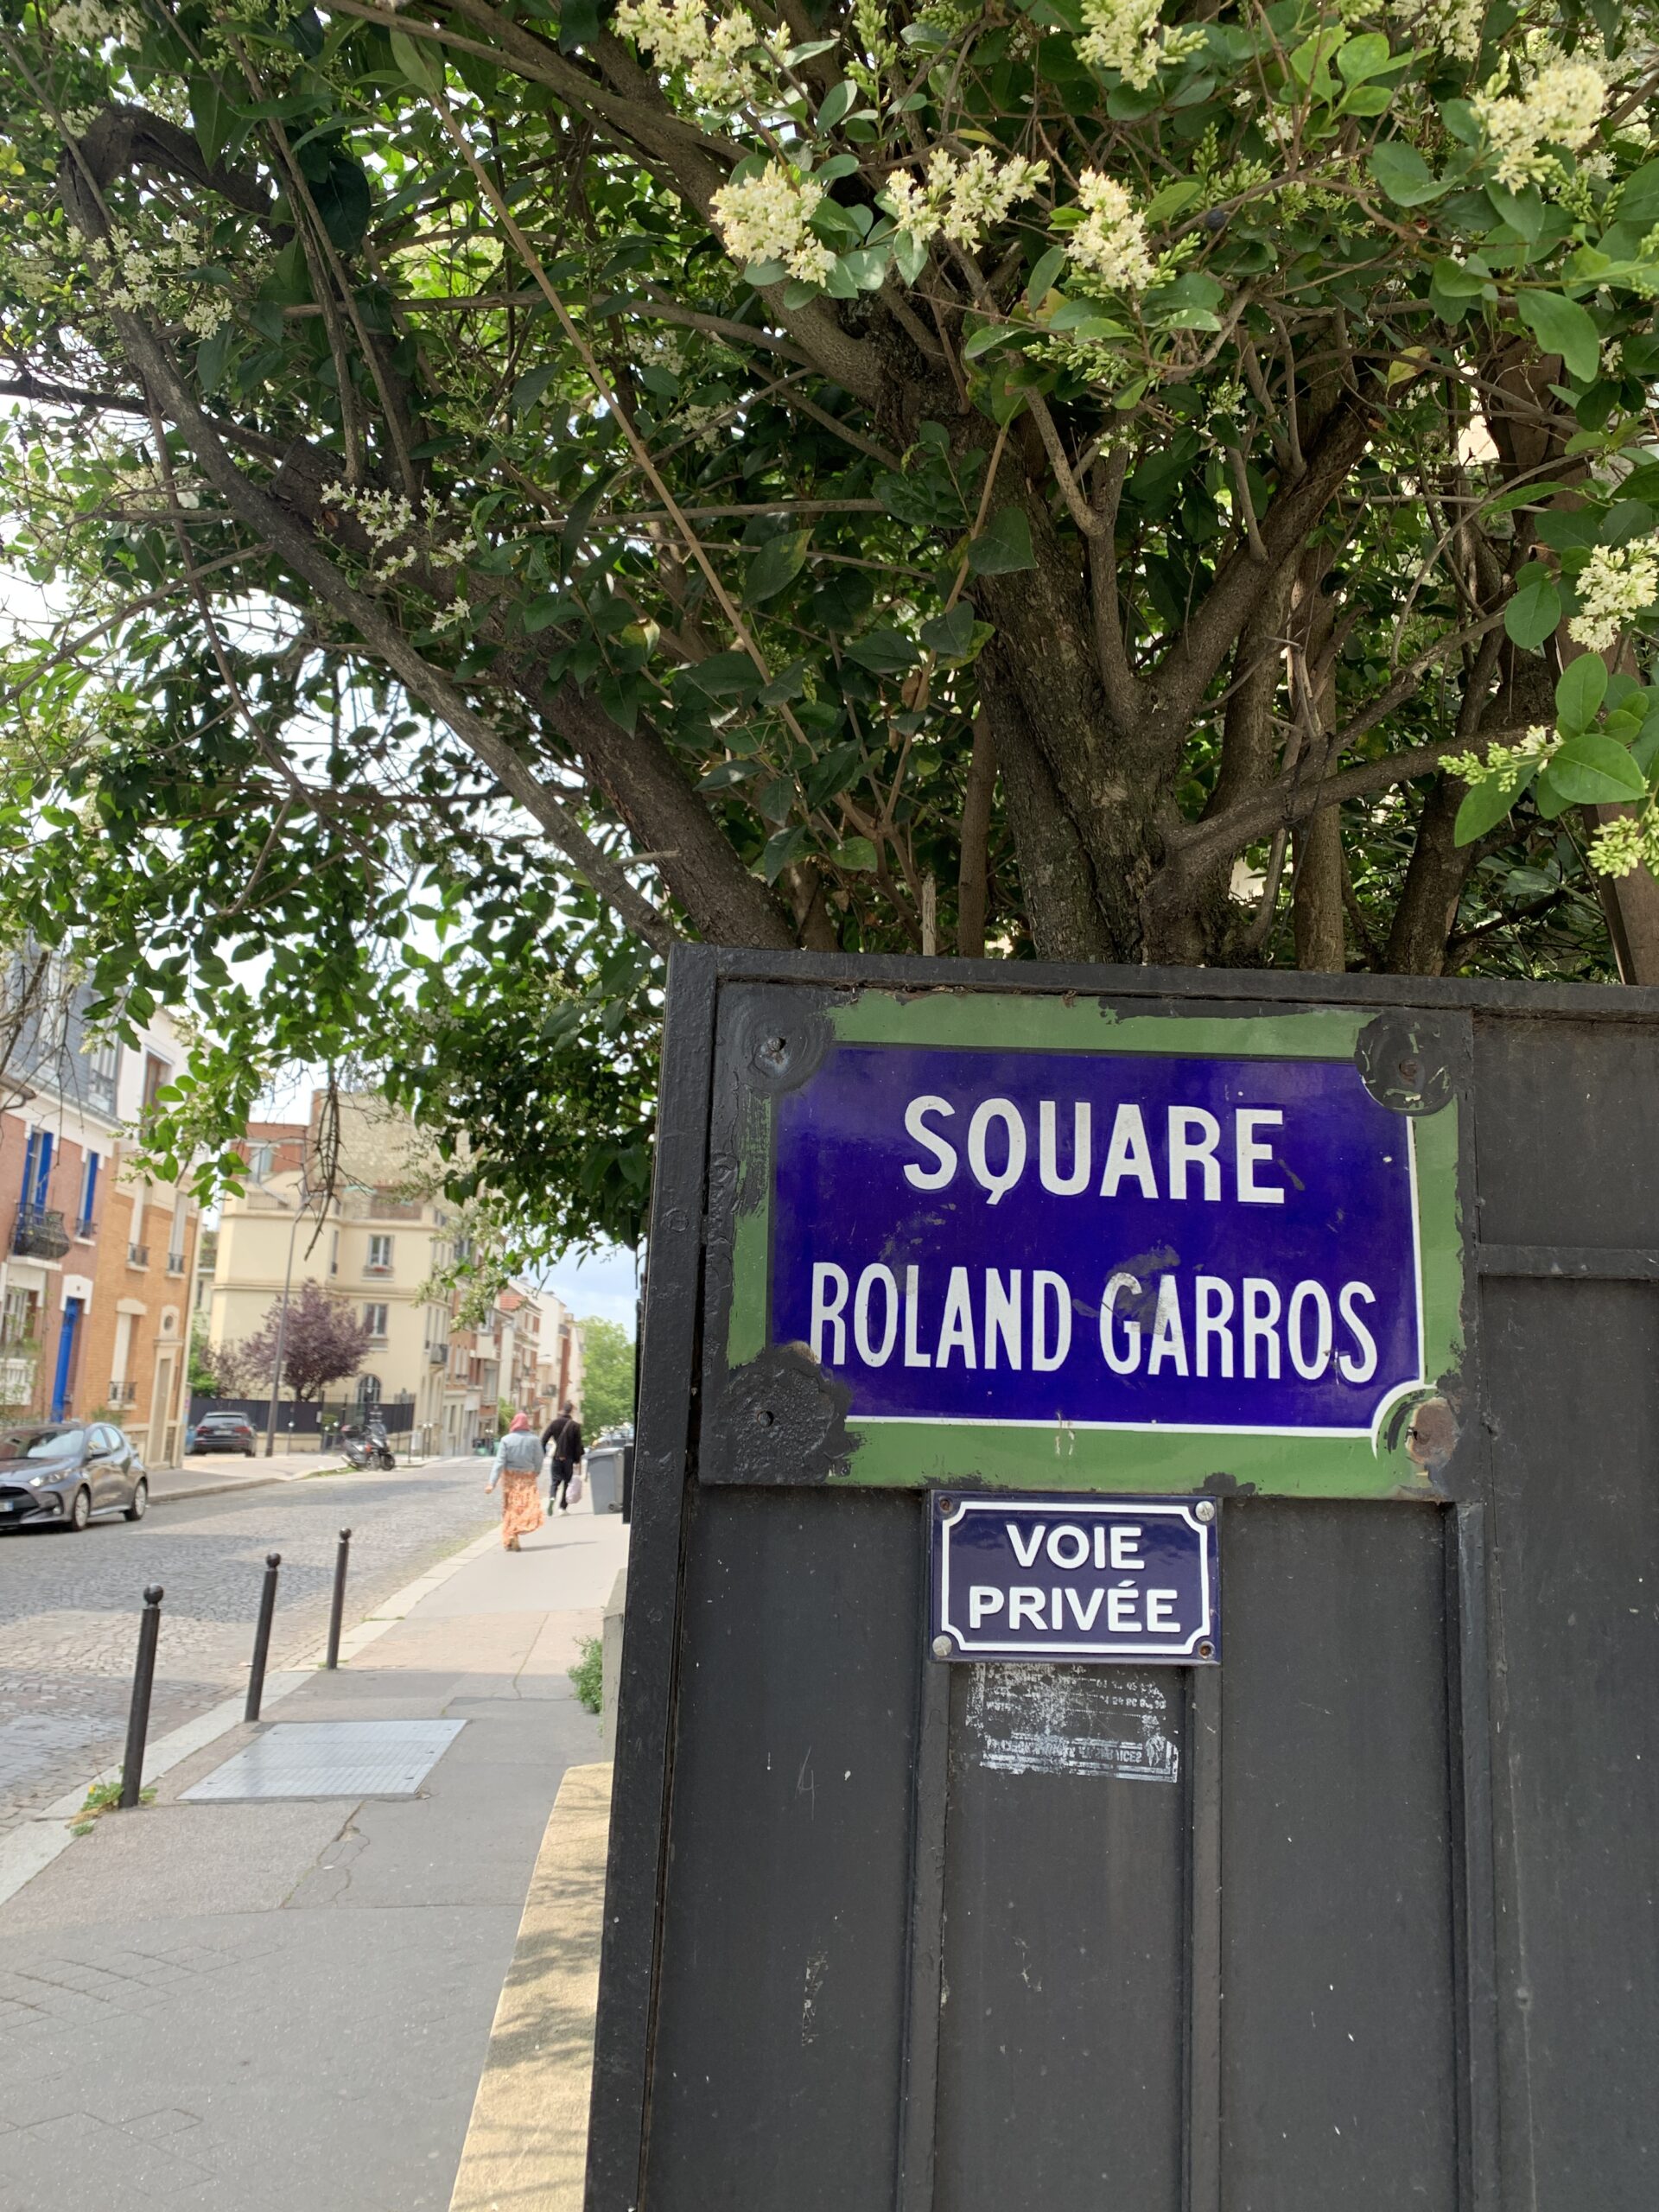 SQUARE
ROLAND GARROS
VOIE
PRIVÉE